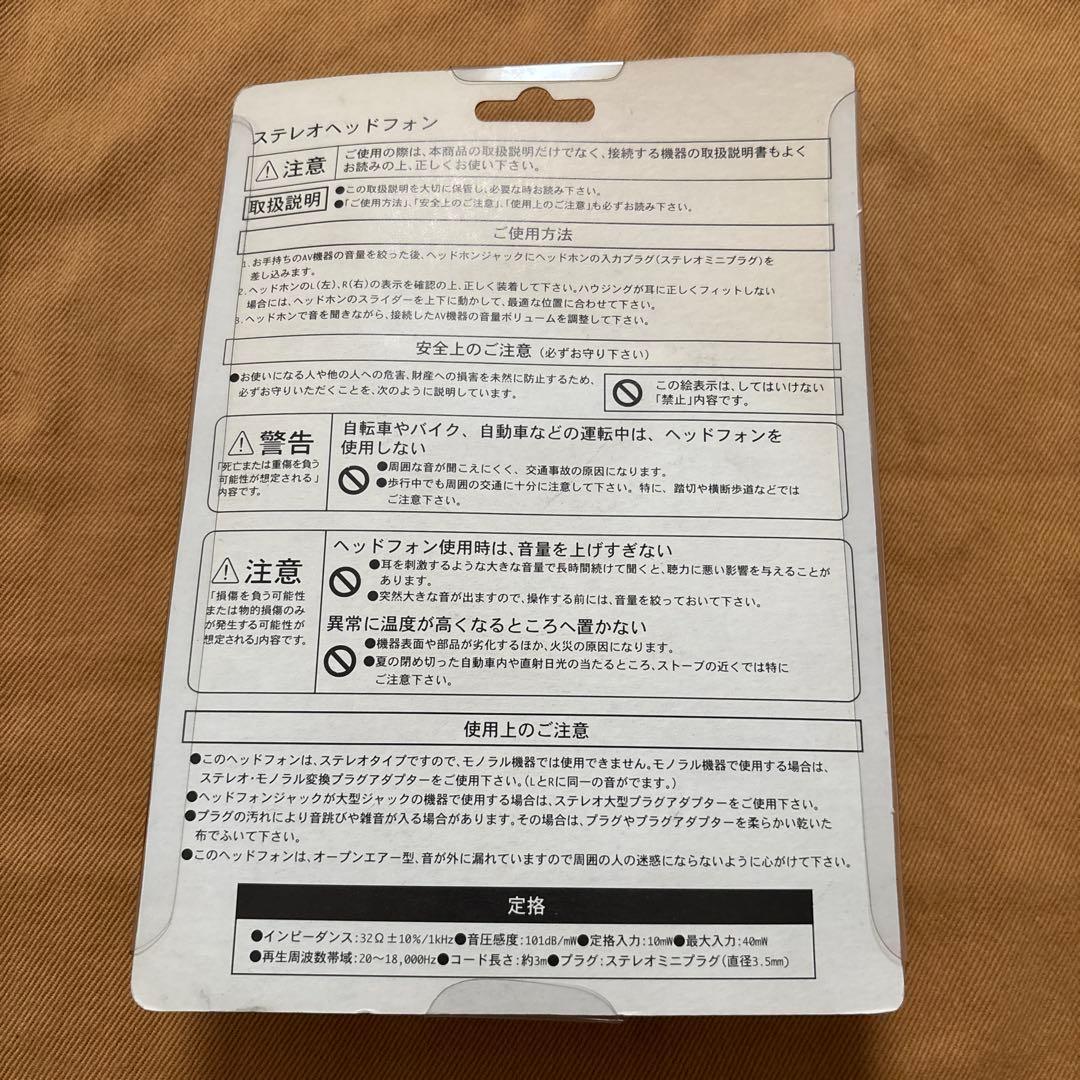 ステレオヘッドフォン
注意
ご使用の際は、本商品の取扱説明だけでなく、接続する機器の取扱説明書もよく
お読みの上、正しくお使い下さい。
取扱説明
●この取扱説明を大切に保管し、必要な時お読み下さい。
●「ご使用方法」、「安全上のご注意」、「使用上のご注意」も必ずお読み下さい。
ご使用方法
1、お手持ちのAV機器の音量を絞った後、ヘッドホンジャックにヘッドホンの入力プラグ(ステレオミニプラグ)を
差し込みます。
2、ヘッドホンのL(左)、R(右)の表示を確認の上、正しく装着して下さい。ハウジングが耳に正しくフィットしない
場合には、ヘッドホンのスライダーを上下に動かして、最適な位置に合わせて下さい。
3、ヘッドホンで音を聞きながら、接続したAV機器の音量ボリュームを調整して下さい。
安全上のご注意(必ずお守り下さい)
●お使いになる人や他の人への危害、財産への損害を未然に防止するため、
必ずお守りいただくことを、次のように説明しています。
この絵表示は、してはいけない
「禁止」内容です。
警告
「死亡または重傷を負う
可能性が想定される」
内容です。
自転車やバイク、自動車などの運転中は、ヘッドフォンを
使用しない
●周囲な音が聞こえにくく、交通事故の原因になります。
●歩行中でも周囲の交通に十分に注意して下さい。特に、踏切や横断歩道などでは
ご注意下さい。
注意
「損傷を負う可能性
または物的損傷のみ
が発生する可能性が
想定される」内容です。
ヘッドフォン使用時は、音量を上げすぎない
●耳を刺激するような大きな音量で長時間続けて聞くと、聴力に悪い影響を与えることが
あります。
●突然大きな音が出ますので、操作する前には、音量を絞っておいて下さい。
異常に温度が高くなるところへ置かない
●機器表面や部品が劣化するほか、火災の原因になります。
●夏の閉め切った自動車内や直射日光の当たるところ、ストーブの近くでは特に
ご注意下さい。
使用上のご注意
●このヘッドフォンは、ステレオタイプですので、モノラル機器では使用できません。モノラル機器で使用する場合は、
ステレオ・モノラル変換プラグアダプターをご使用下さい。(LとRに同一の音がでます。)
●ヘッドフォンジャックが大型ジャックの機器で使用する場合は、ステレオ大型プラグアダプターをご使用下さい。
●プラグの汚れにより音跳びや雑音が入る場合があります。その場合は、プラグやプラグアダプターを柔らかい乾いた
布でふいて下さい。
●このヘッドフォンは、オープンエアー型、音が外に漏れていますので周囲の人の迷惑にならないように心がけて下さい。
定格
●インピーダンス:32Ω±10%/1kHz●音圧感度:101dB/mW●定格入力:10mW●最大入力:40mW
●再生周波数帯域:20〜18,000Hz●コード長さ:約3m●プラグ:ステレオミニプラグ(直径3.5mm)